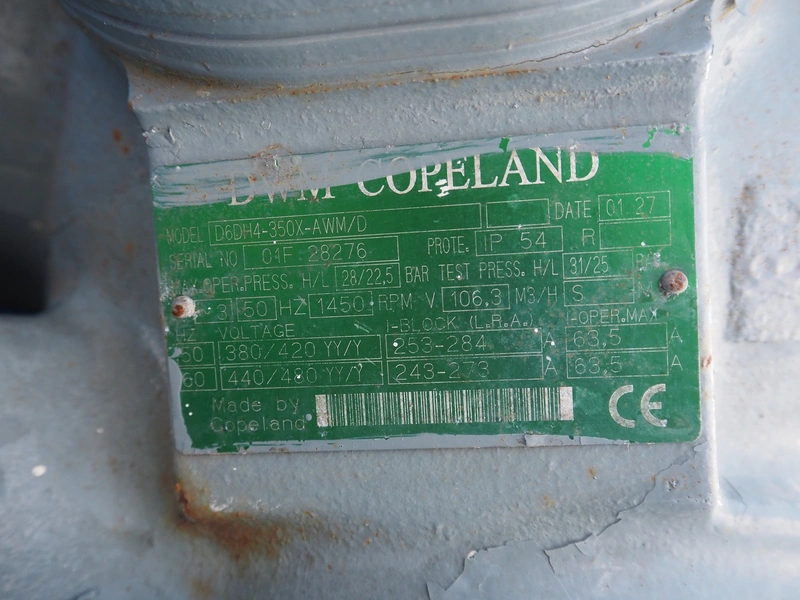 DWM COPELAND
MODEL D6DH4-350X-AWM/D DATE 01 27
SERIAL NO 01F 28276 PROTE. IP 54 R
OPER.PRESS. H/L 28/22,5 BAR TEST PRESS. H/L 31/25
3 50 HZ 1450 RPM V 106.3 M3/H S
HZ VOLTAGE I-BLOCK (L.R.A.) I-OPER.MAX
50 380/420 YY/Y 253-284 A 63.5 A
60 440/480 YY/Y 243-273 A 63.5 A
Made by
Copeland
CE